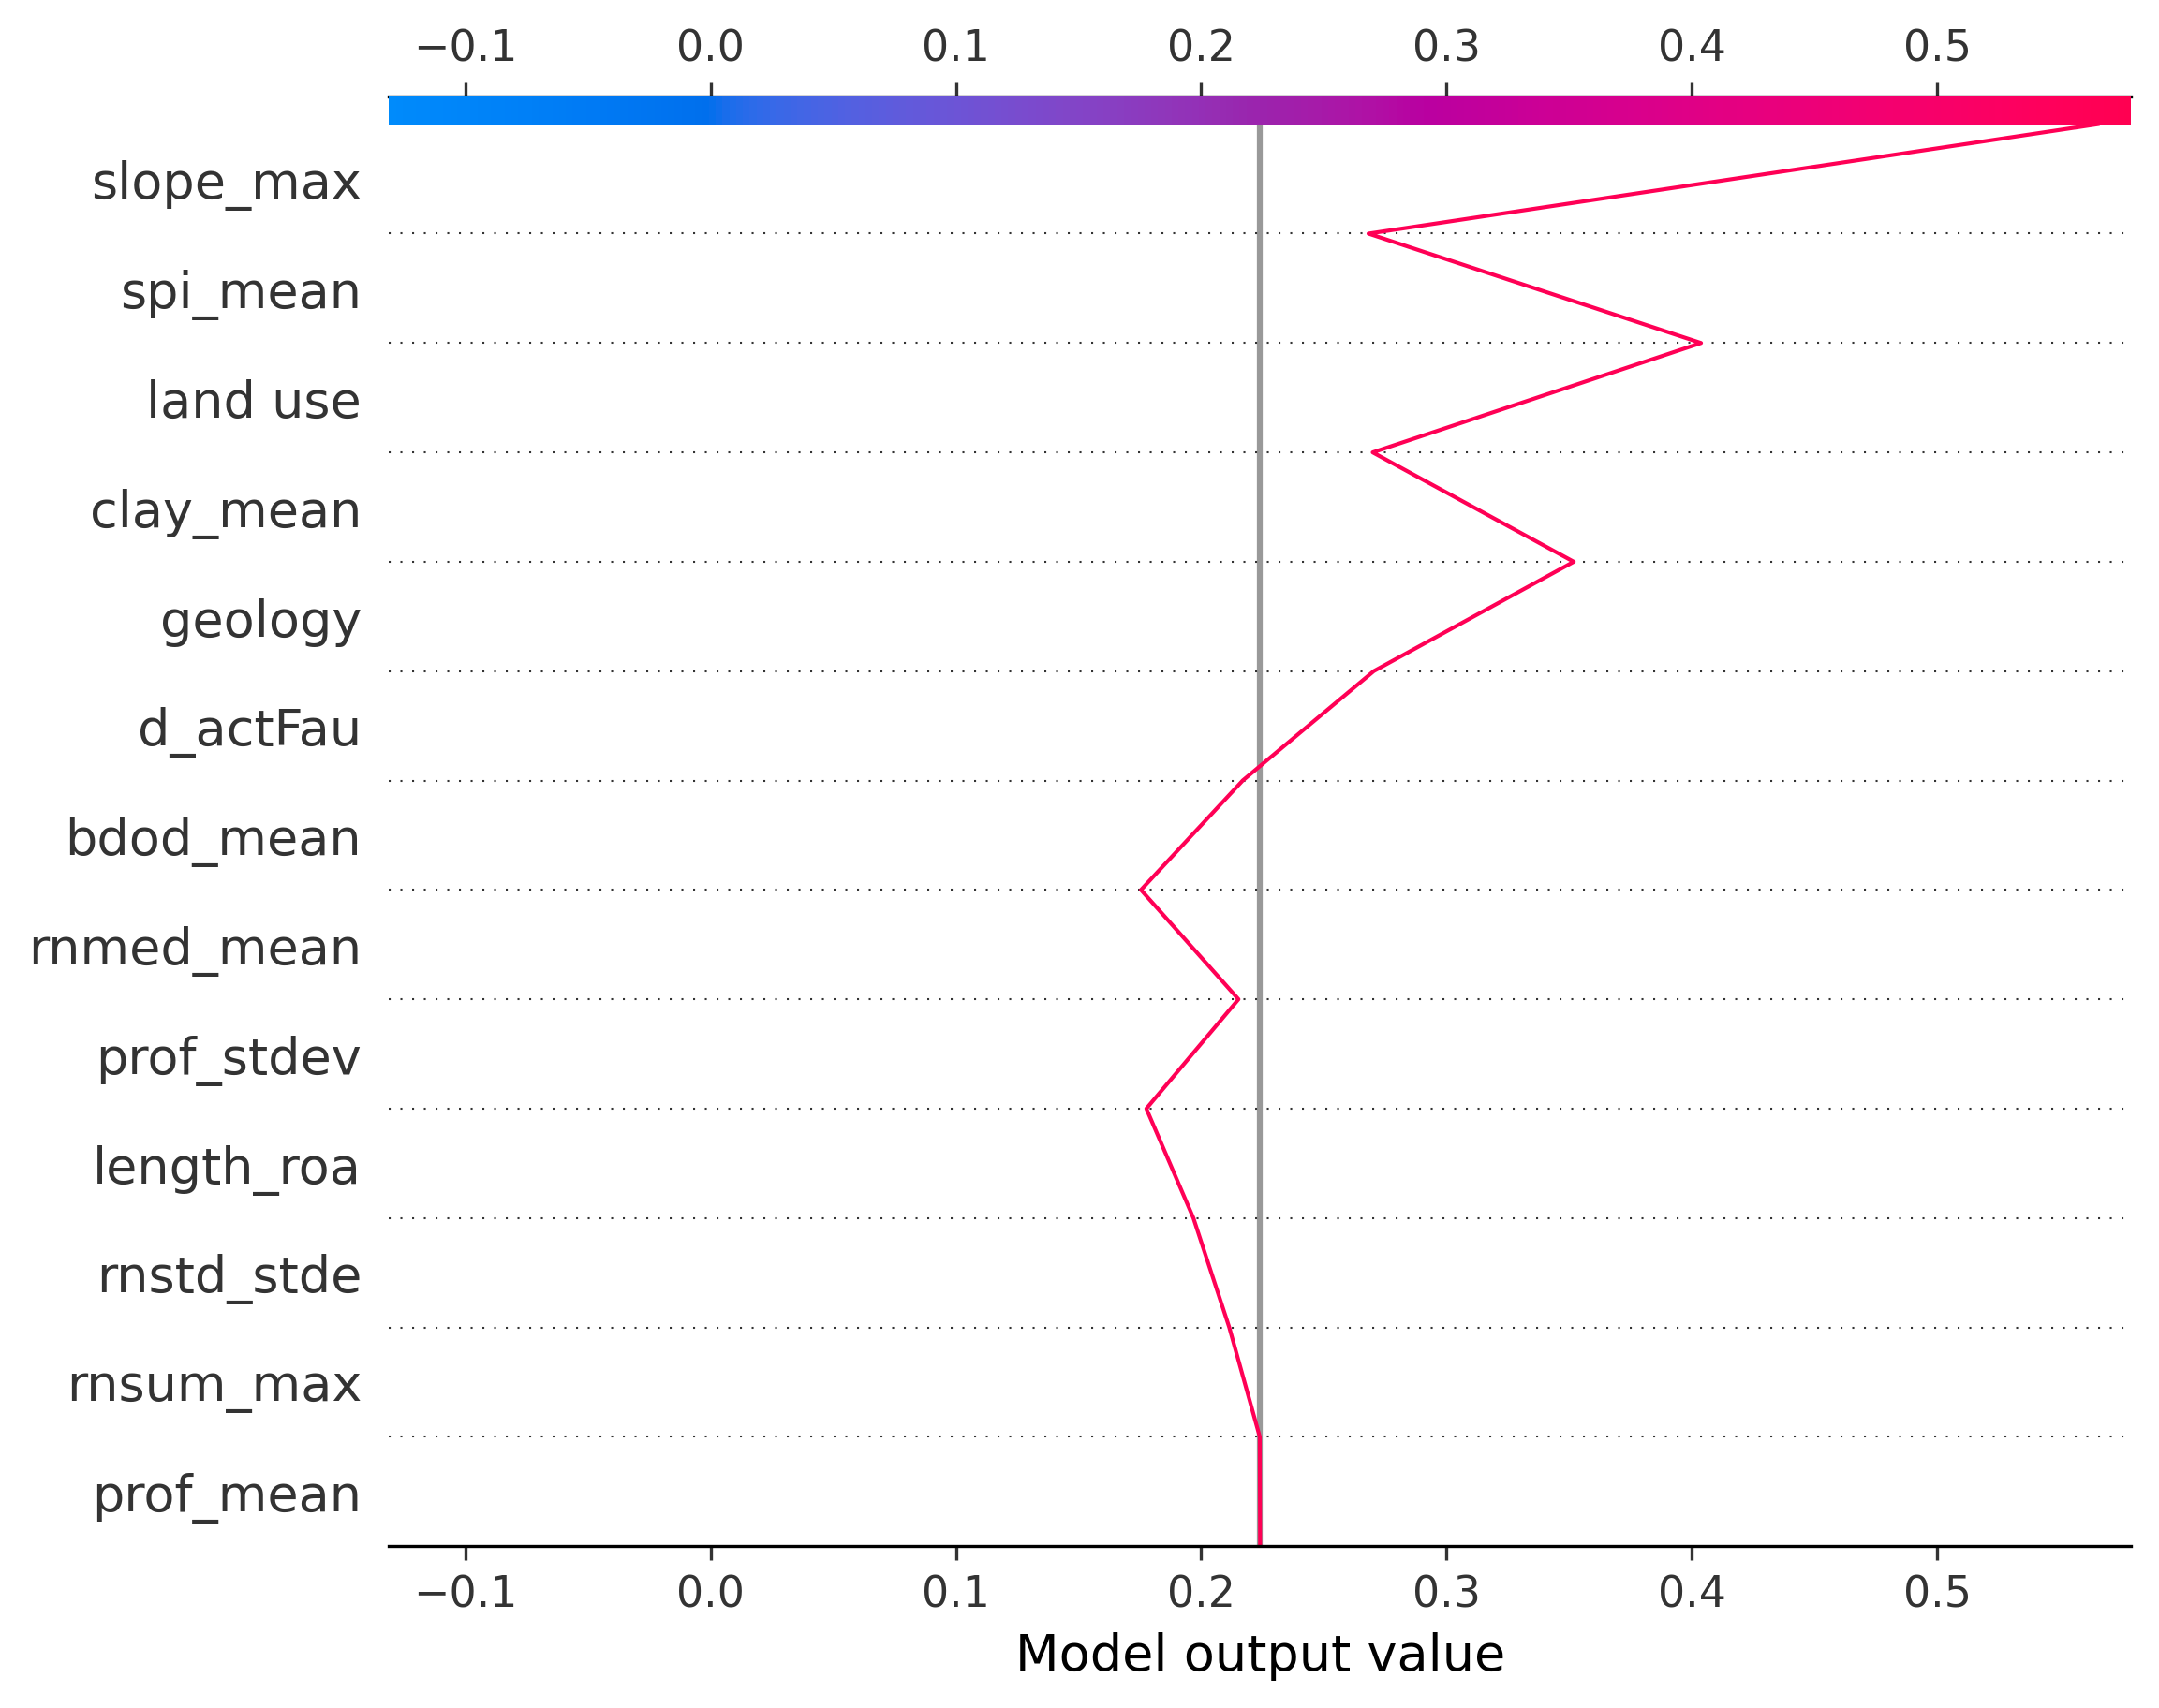 −0.1 0.0 0.1 0.2 0.3 0.4 0.5
slope_max
spi_mean
land use
clay_mean
geology
d_actFau
bdod_mean
rnmed_mean
prof_stdev
length_roa
rnstd_stde
rnsum_max
prof_mean
−0.1 0.0 0.1 0.2 0.3 0.4 0.5
Model output value